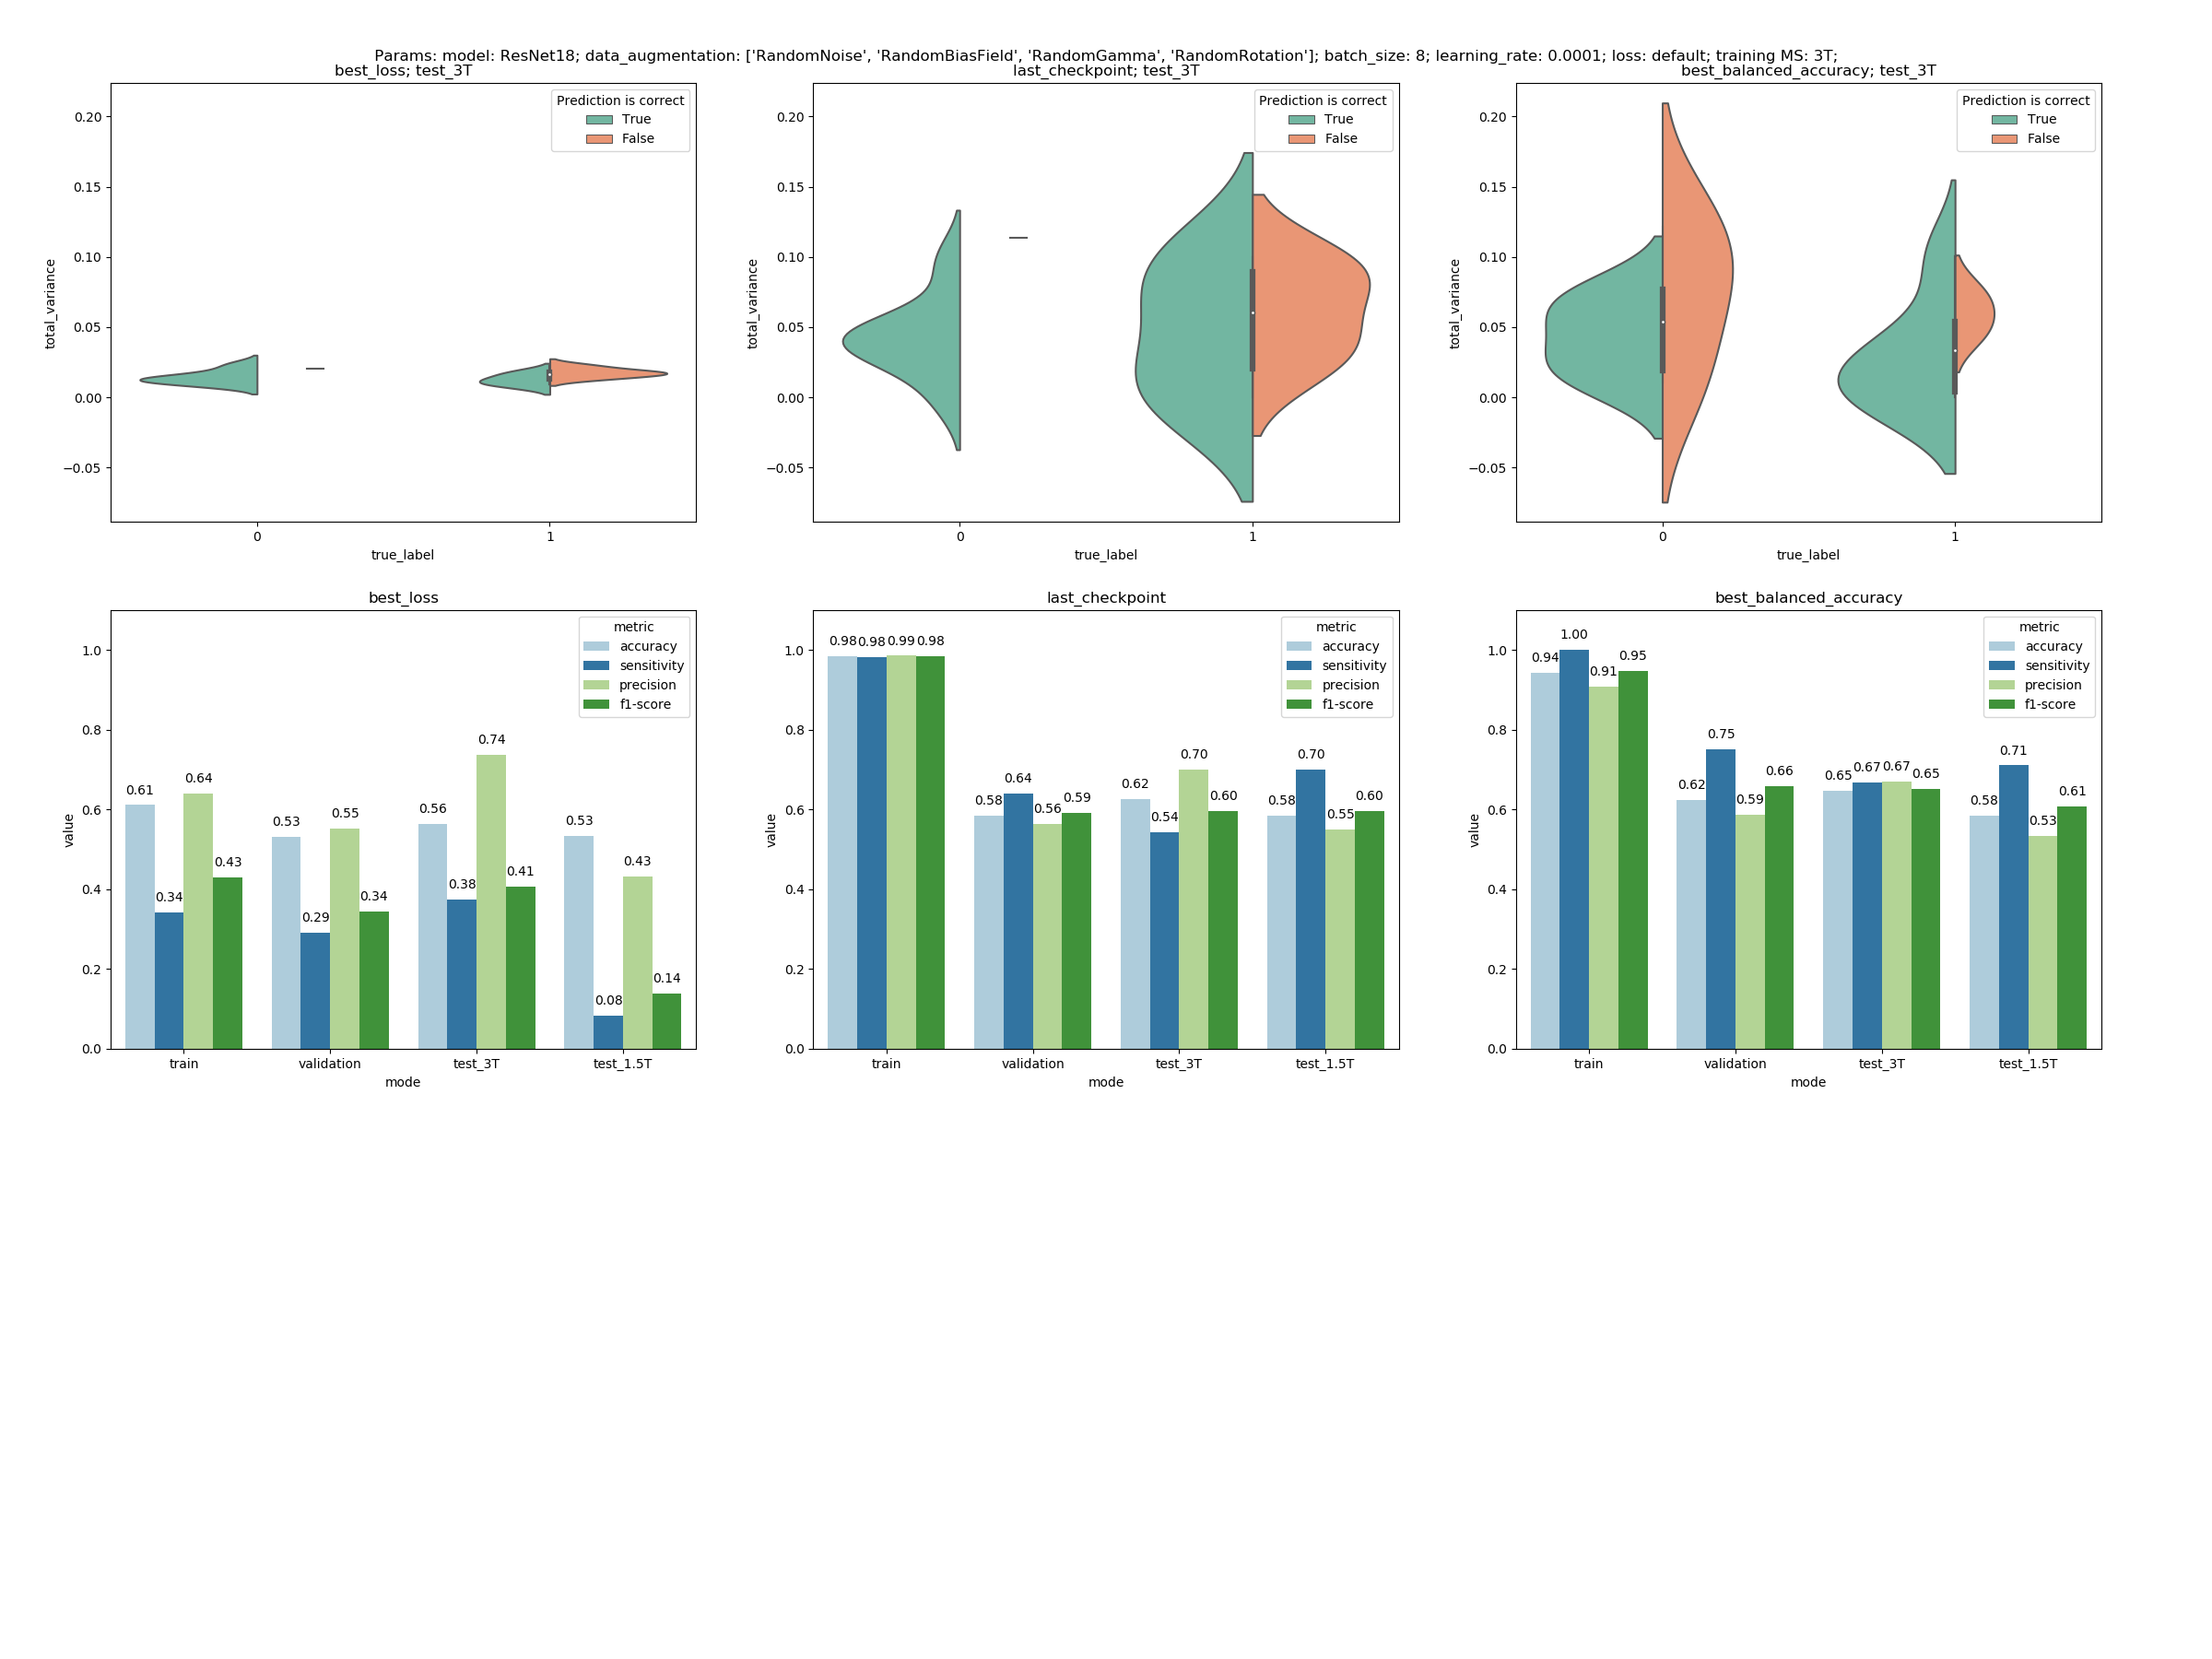 Params: model: ResNet18; data_augmentation: ['RandomNoise', 'RandomBiasField', 'RandomGamma', 'RandomRotation']; batch_size: 8; learning_rate: 0.0001; loss: default; training MS: 3T;
best_loss; test_3T
total_variance
0.20
0.15
0.10
0.05
0.00
−0.05
Prediction is correct
True
False
0 1
true_label
last_checkpoint; test_3T
total_variance
0.20
0.15
0.10
0.05
0.00
−0.05
Prediction is correct
True
False
0 1
true_label
best_balanced_accuracy; test_3T
total_variance
0.20
0.15
0.10
0.05
0.00
−0.05
Prediction is correct
True
False
0 1
true_label
best_loss
value
1.0
0.8
0.6
0.4
0.2
0.0
metric
accuracy
sensitivity
precision
f1-score
0.61 0.34 0.64 0.43
0.53 0.29 0.55 0.34
0.56 0.38 0.74 0.41
0.53 0.08 0.43 0.14
train validation test_3T test_1.5T
mode
last_checkpoint
value
1.0
0.8
0.6
0.4
0.2
0.0
metric
accuracy
sensitivity
precision
f1-score
0.98 0.98 0.99 0.98
0.58 0.64 0.56 0.59
0.62 0.54 0.70 0.60
0.58 0.70 0.55 0.60
train validation test_3T test_1.5T
mode
best_balanced_accuracy
value
1.0
0.8
0.6
0.4
0.2
0.0
metric
accuracy
sensitivity
precision
f1-score
0.94 1.00 0.91 0.95
0.62 0.75 0.59 0.66
0.65 0.67 0.67 0.65
0.58 0.71 0.53 0.61
train validation test_3T test_1.5T
mode